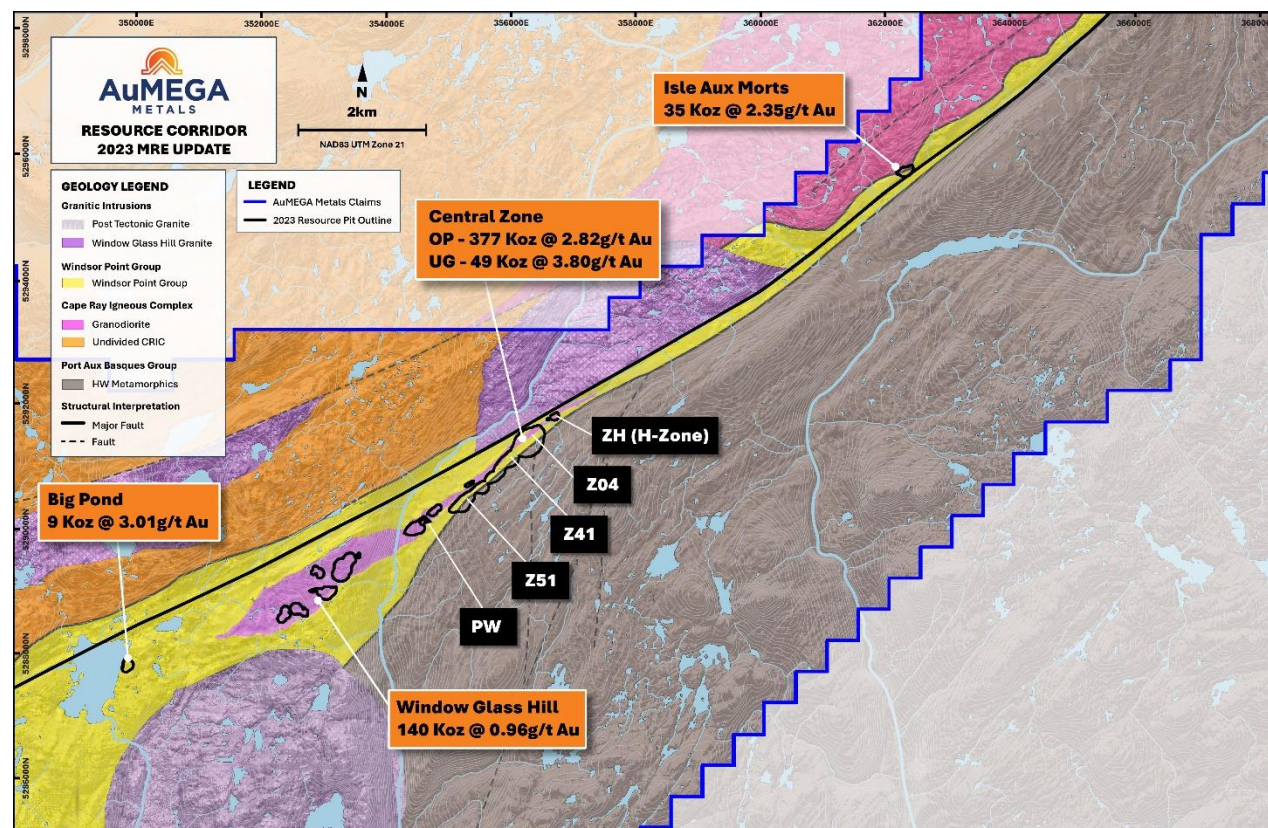 350000E
352000E
354000E
356000E
358000E
360000E
362000E
364000E
366000E
368000E
5298000N
5296000N
5294000N
5292000N
5290000N
5288000N
5286000N
AuMEGA
METALS
RESOURCE CORRIDOR
2023 MRE UPDATE
N
2km
NAD83 UTM Zone 21
GEOLOGY LEGEND
Granitic Intrusions
Post Tectonic Granite
Window Glass Hill Granite
Windsor Point Group
Windsor Point Group
Cape Ray Igneous Complex
Granodiorite
Undivided CRIC
Port Aux Basques Group
HW Metamorphics
Structural Interpretation
Major Fault
Fault
LEGEND
AuMEGA Metals Claims
2023 Resource Pit Outline
Isle Aux Morts
35 Koz @ 2.35g/t Au
Central Zone
OP - 377 Koz @ 2.82g/t Au
UG - 49 Koz @ 3.80g/t Au
ZH (H-Zone)
Z04
Z41
Z51
PW
Big Pond
9 Koz @ 3.01g/t Au
Window Glass Hill
140 Koz @ 0.96g/t Au